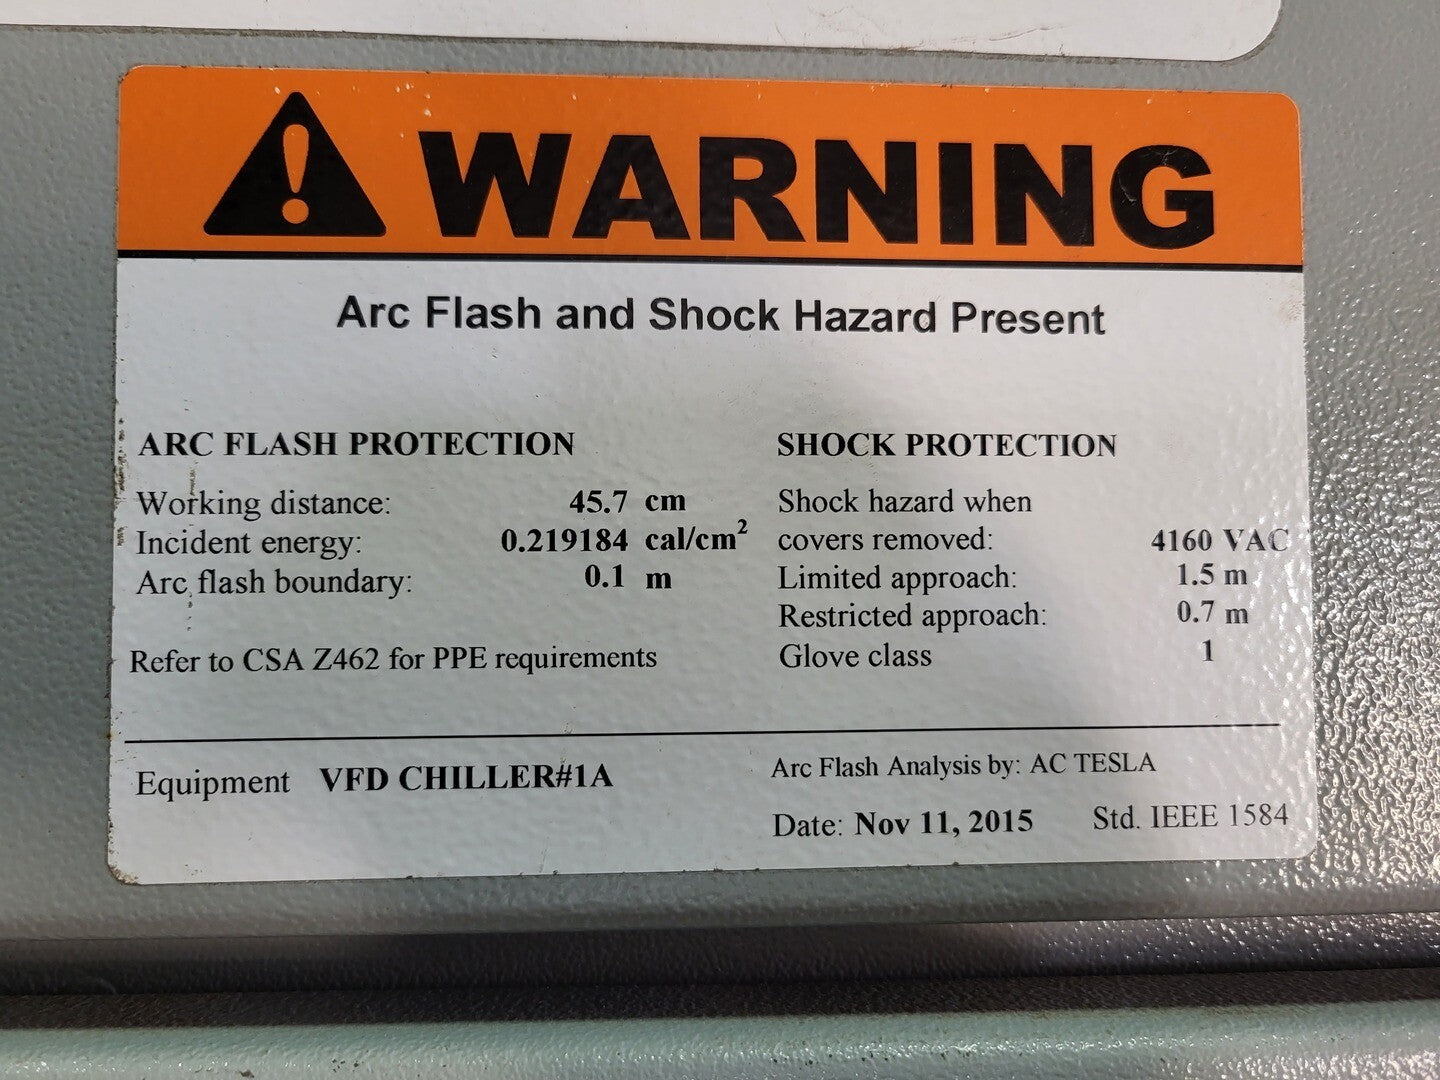 WARNING
Arc Flash and Shock Hazard Present
ARC FLASH PROTECTION
Working distance: 45.7 cm
Incident energy: 0.219184 cal/cm²
Arc flash boundary: 0.1 m
Refer to CSA Z462 for PPE requirements
SHOCK PROTECTION
Shock hazard when
covers removed: 4160 VAC
Limited approach: 1.5 m
Restricted approach: 0.7 m
Glove class 1
Equipment VFD CHILLER#1A
Arc Flash Analysis by: AC TESLA
Date: Nov 11, 2015 Std. IEEE 1584